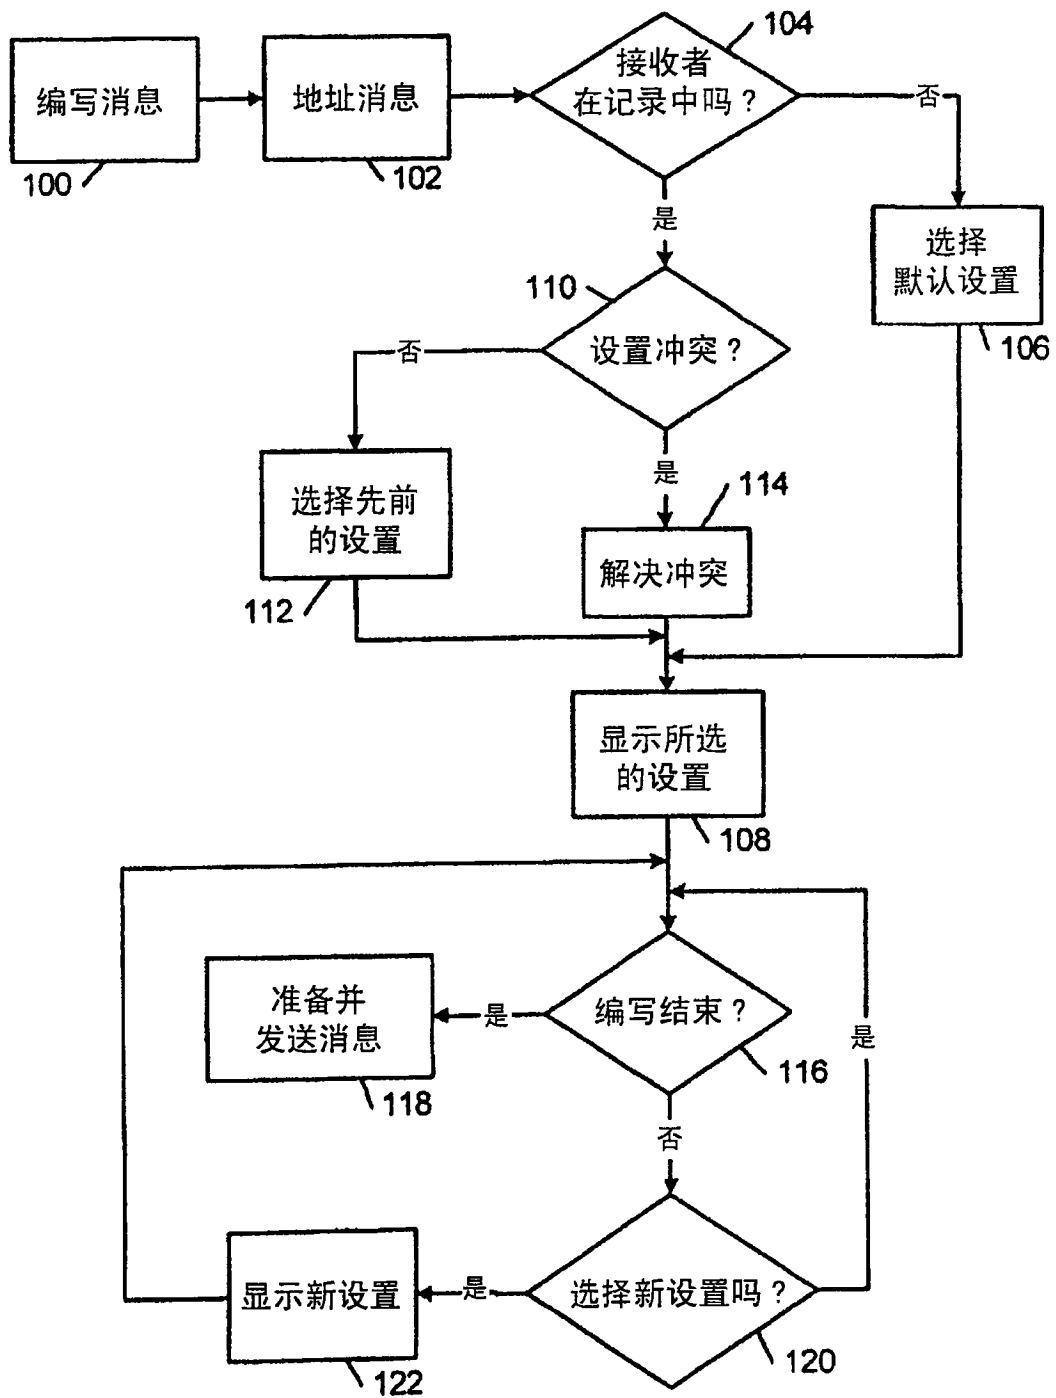 编写消息
100
地址消息
102
接收者
在记录中吗?
104
否
是
选择
默认设置
106
110
设置冲突?
否
是
选择先前
的设置
112
114
解决冲突
显示所选
的设置
108
编写结束?
116
是
准备并
发送消息
118
是
否
选择新设置吗?
120
是
显示新设置
122